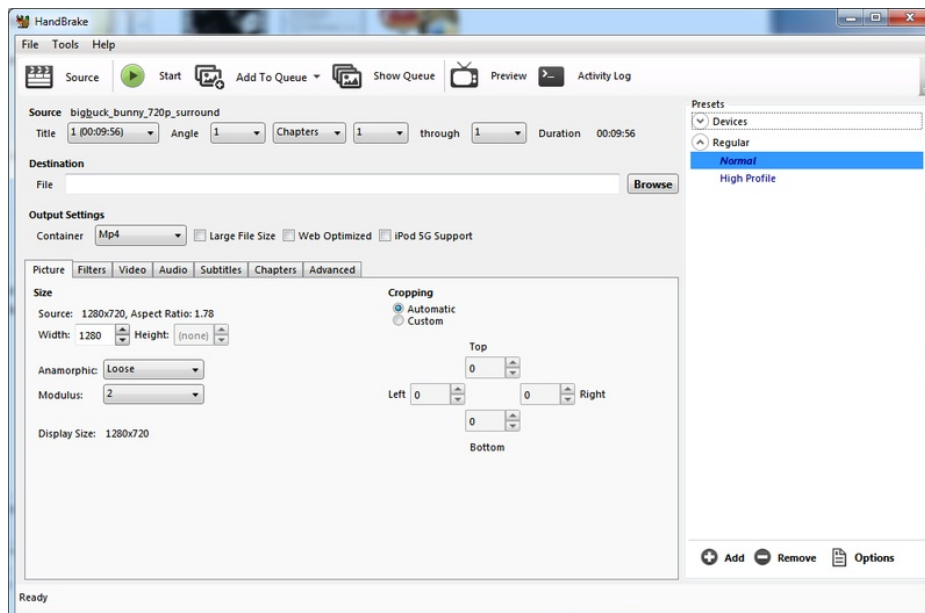 HandBrake
File Tools Help
Source Start Add To Queue Show Queue Preview Activity Log
Source bigbuck_bunny_720p_surround
Title 1 (00:09:56) Angle 1 Chapters 1 through 1 Duration 00:09:56
Destination
File Browse
Output Settings
Container Mp4 Large File Size Web Optimized iPod 5G Support
Picture Filters Video Audio Subtitles Chapters Advanced
Size
Source: 1280x720, Aspect Ratio: 1.78
Width: 1280 Height: (none)
Anamorphic: Loose
Modulus: 2
Display Size: 1280x720
Cropping
Automatic
Custom
Top
0
Left 0 0 Right
0
Bottom
Presets
Devices
Regular
Normal
High Profile
Add Remove Options
Ready